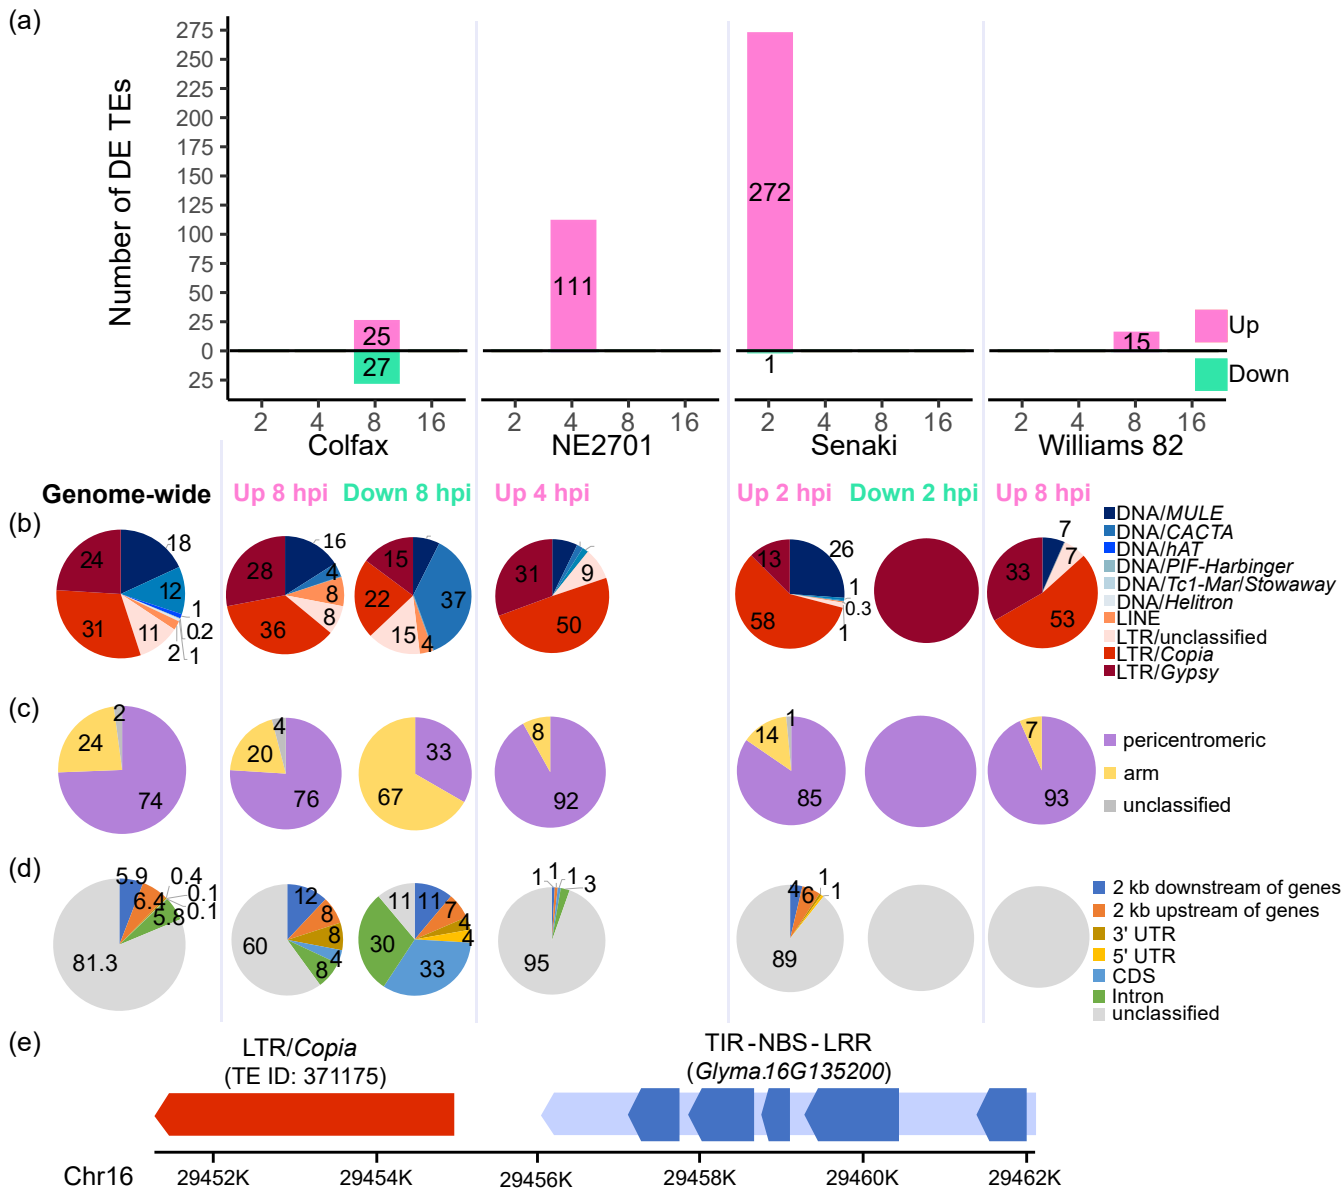 (a)
Number of DE TEs
275
250
225
200
175
150
125
100
75
50
25
0
25
25
27
111
272
1
15
Up
Down
2 4 8 16
2 4 8 16
2 4 8 16
2 4 8 16
Colfax
NE2701
Senaki
Williams 82
Genome-wide
Up 8 hpi
Down 8 hpi
Up 4 hpi
Up 2 hpi
Down 2 hpi
Up 8 hpi
(b)
24
18
12
1
0.2
1
2
11
31
28
16
4
8
8
36
15
37
4
15
22
31
9
50
13
26
1
0.3
1
58
33
7
7
53
DNA/MULE
DNA/CACTA
DNA/hAT
DNA/PIF-Harbinger
DNA/Tc1-Mar/Stowaway
DNA/Helitron
LINE
LTR/unclassified
LTR/Copia
LTR/Gypsy
(c)
2
24
74
4
20
76
33
67
8
92
1
14
85
7
93
pericentromeric
arm
unclassified
(d)
5.9
6.4
0.4
0.1
0.1
5.8
81.3
12
8
8
4
8
60
11
11
7
4
4
33
30
1
1
1
3
95
4
6
1
1
89
2 kb downstream of genes
2 kb upstream of genes
3' UTR
5' UTR
CDS
Intron
unclassified
(e)
LTR/Copia
(TE ID: 371175)
TIR-NBS-LRR
(Glyma.16G135200)
Chr16
29452K
29454K
29456K
29458K
29460K
29462K